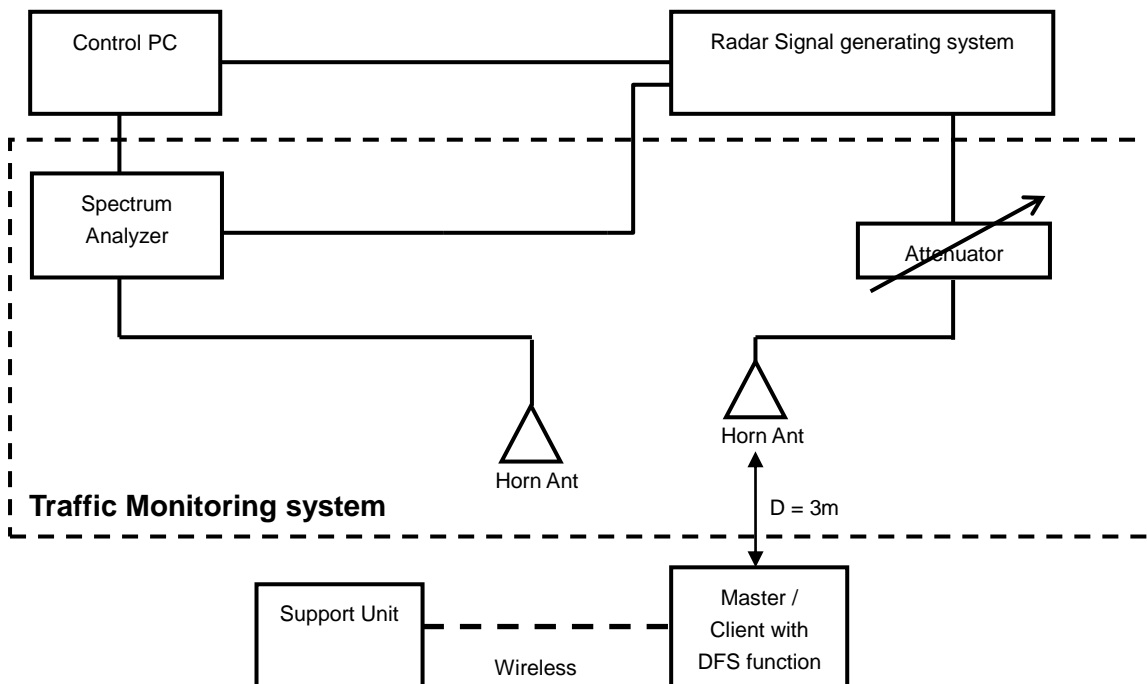 Control PC
Radar Signal generating system
Spectrum
Analyzer
Attenuator
Horn Ant
Horn Ant
Traffic Monitoring system
D = 3m
Support Unit
Wireless
Master /
Client with
DFS function